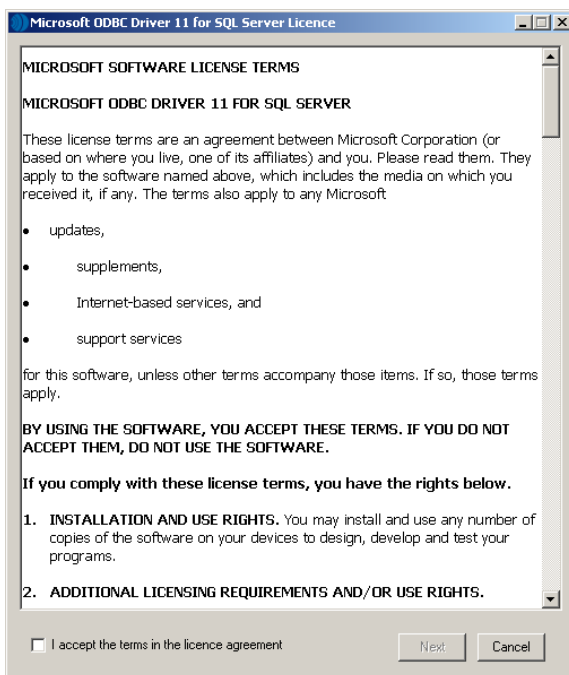 Microsoft ODBC Driver 11 for SQL Server Licence
MICROSOFT SOFTWARE LICENSE TERMS
MICROSOFT ODBC DRIVER 11 FOR SQL SERVER
These license terms are an agreement between Microsoft Corporation (or
based on where you live, one of its affiliates) and you. Please read them. They
apply to the software named above, which includes the media on which you
received it, if any. The terms also apply to any Microsoft
• updates,
• supplements,
• Internet-based services, and
• support services
for this software, unless other terms accompany those items. If so, those terms
apply.
BY USING THE SOFTWARE, YOU ACCEPT THESE TERMS. IF YOU DO NOT
ACCEPT THEM, DO NOT USE THE SOFTWARE.
If you comply with these license terms, you have the rights below.
1. INSTALLATION AND USE RIGHTS. You may install and use any number of
copies of the software on your devices to design, develop and test your
programs.
2. ADDITIONAL LICENSING REQUIREMENTS AND/OR USE RIGHTS.
I accept the terms in the licence agreement
Next
Cancel